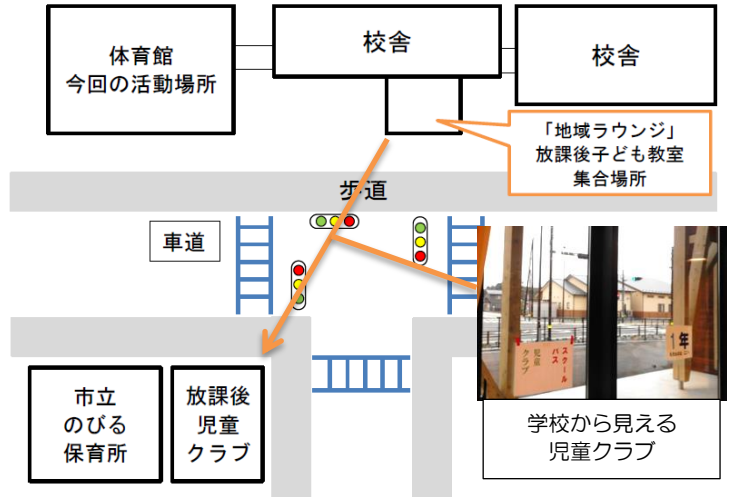 体育館
今回の活動場所
校舎
校舎
「地域ラウンジ」
放課後子ども教室
集合場所
歩道
車道
スクール
バス
児童
クラブ
1年
市立
のびる
保育所
放課後
児童
クラブ
学校から見える
児童クラブ